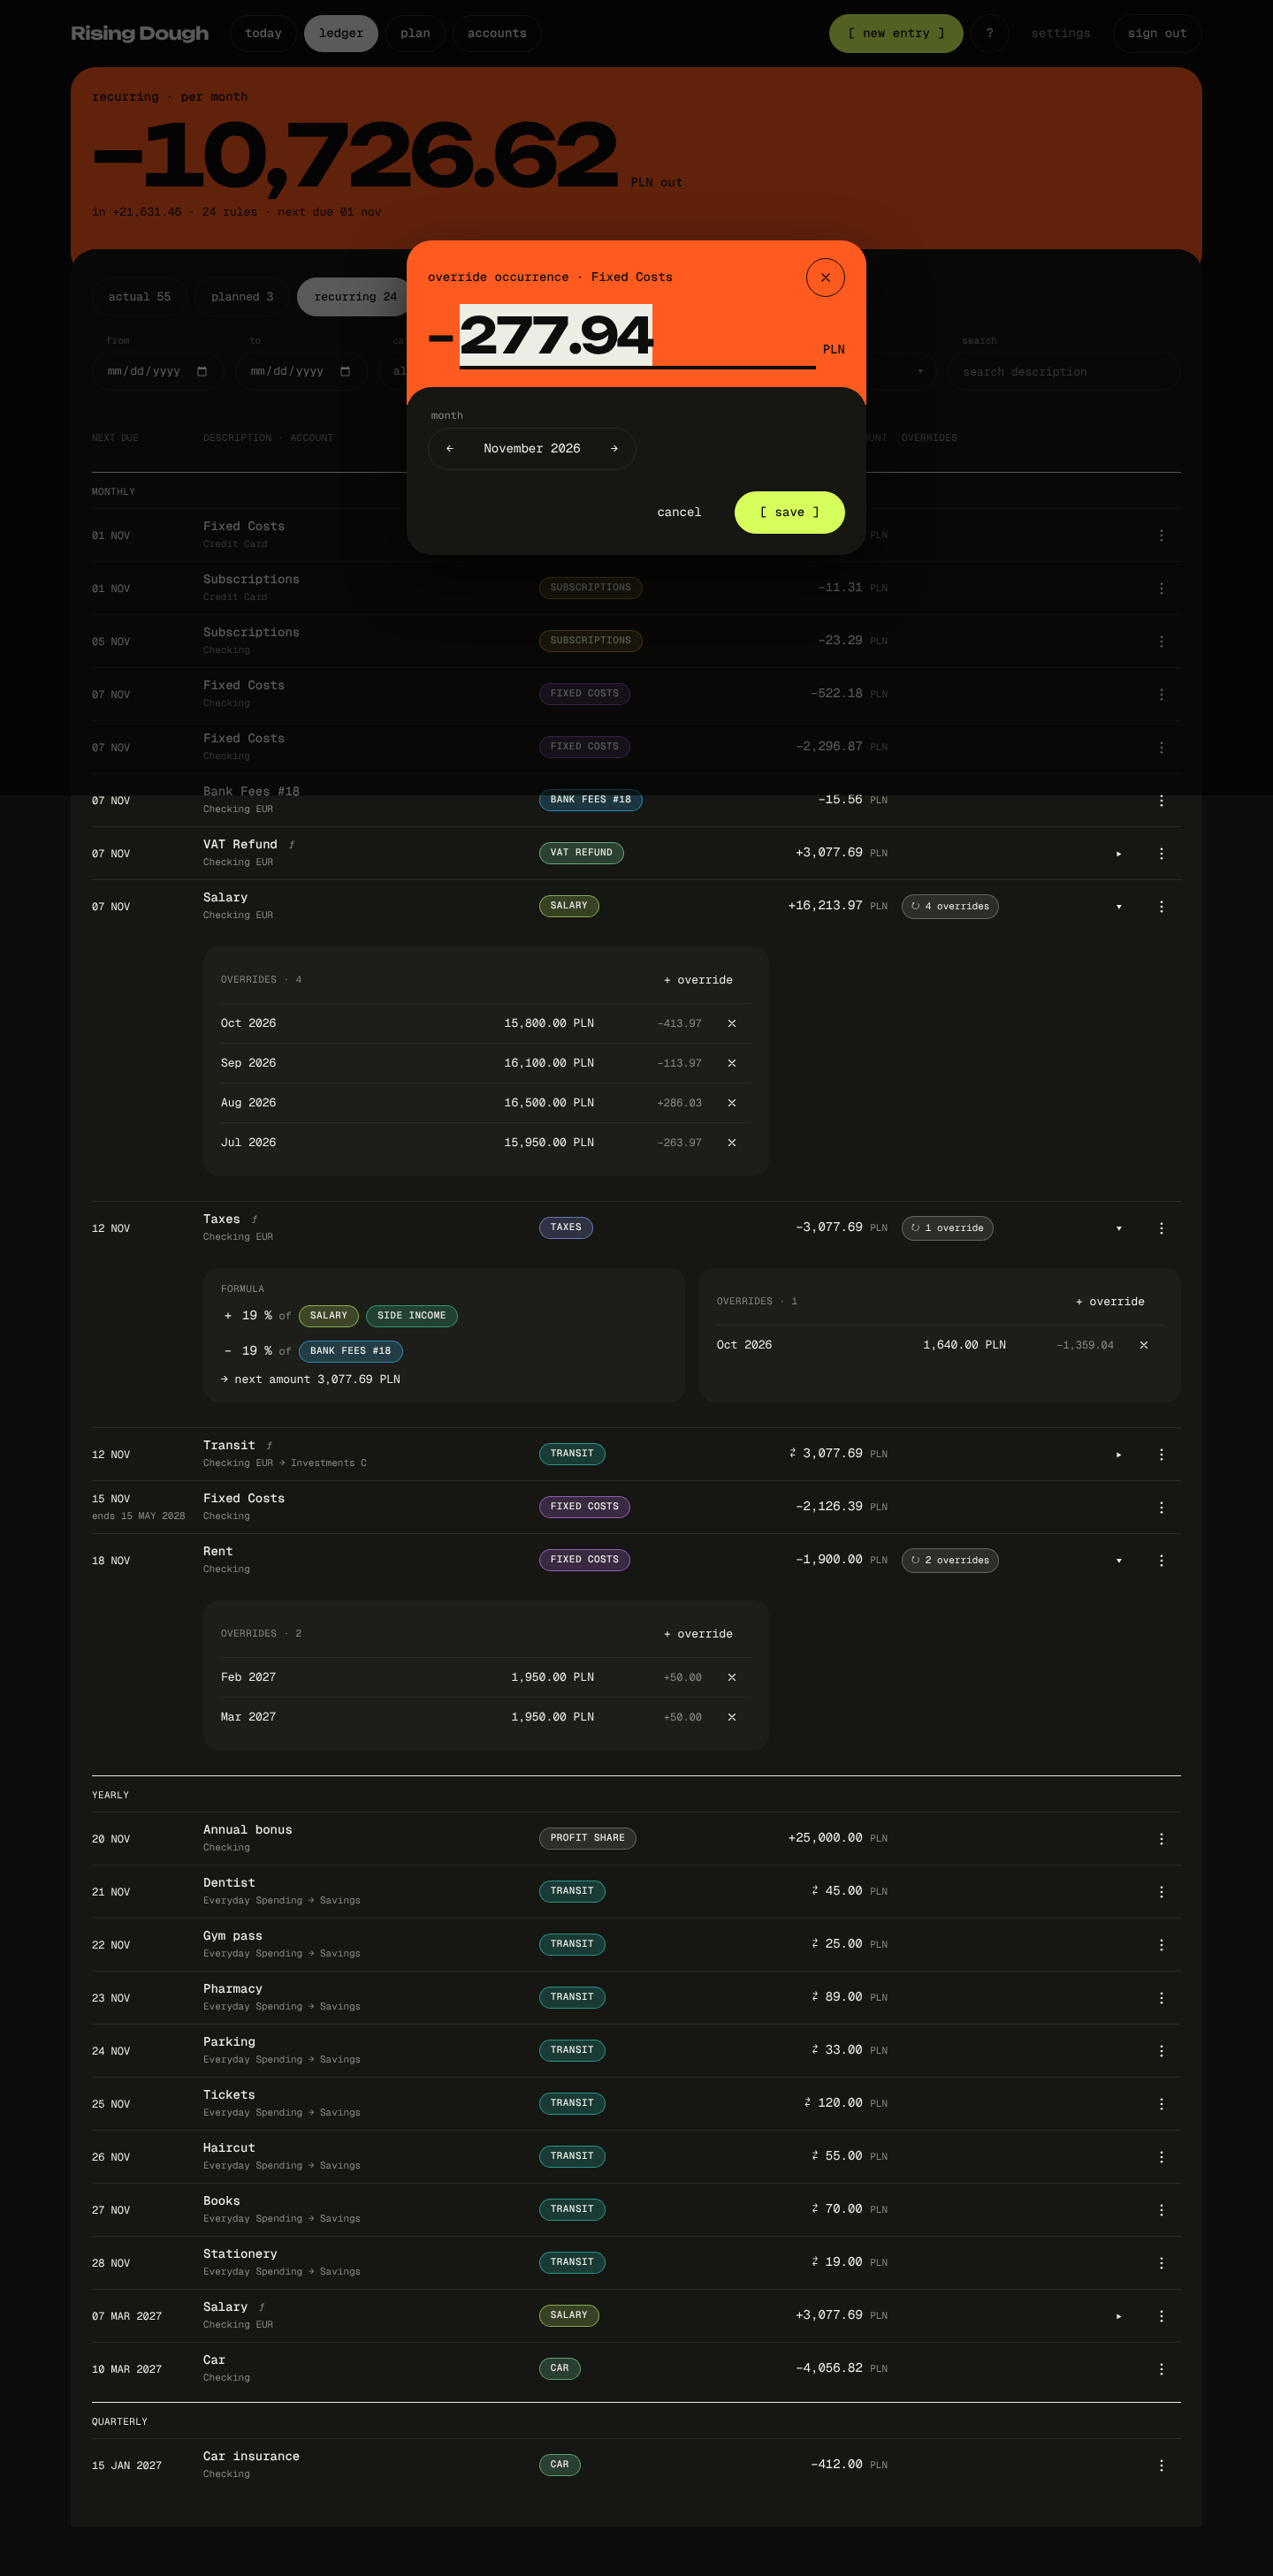 Rising Dough today ledger plan accounts [ new entry ] ? settings sign out
recurring · per month
−10,726.62 PLN out
in +21,631.46 · 24 rules · next due 01 nov
override occurrence · Fixed Costs ×
− 277.94 PLN
month
← November 2026 →
cancel [ save ]
actual 55 planned 3 recurring 24
from to search
mm/dd/yyyy mm/dd/yyyy search description
NEXT DUE DESCRIPTION · ACCOUNT OVERRIDES
MONTHLY
01 NOV Fixed Costs PLN ⋮
Credit Card
01 NOV Subscriptions SUBSCRIPTIONS −11.31 PLN ⋮
Credit Card
05 NOV Subscriptions SUBSCRIPTIONS −23.29 PLN ⋮
Checking
07 NOV Fixed Costs FIXED COSTS −522.18 PLN ⋮
Checking
07 NOV Fixed Costs FIXED COSTS −2,296.87 PLN ⋮
Checking
07 NOV Bank Fees #18 BANK FEES #18 −15.56 PLN ⋮
Checking EUR
07 NOV VAT Refund ƒ VAT REFUND +3,077.69 PLN ▸ ⋮
Checking EUR
07 NOV Salary SALARY +16,213.97 PLN ↻ 4 overrides ▾ ⋮
Checking EUR
OVERRIDES · 4 + override
Oct 2026 15,800.00 PLN −413.97 ×
Sep 2026 16,100.00 PLN −113.97 ×
Aug 2026 16,500.00 PLN +286.03 ×
Jul 2026 15,950.00 PLN −263.97 ×
12 NOV Taxes ƒ TAXES −3,077.69 PLN ↻ 1 override ▾ ⋮
Checking EUR
FORMULA
+ 19 % of SALARY SIDE INCOME
− 19 % of BANK FEES #18
→ next amount 3,077.69 PLN
OVERRIDES · 1 + override
Oct 2026 1,640.00 PLN −1,359.04 ×
12 NOV Transit ƒ TRANSIT ⇄ 3,077.69 PLN ▸ ⋮
Checking EUR → Investments C
15 NOV Fixed Costs FIXED COSTS −2,126.39 PLN ⋮
ends 15 MAY 2028 Checking
18 NOV Rent FIXED COSTS −1,900.00 PLN ↻ 2 overrides ▾ ⋮
Checking
OVERRIDES · 2 + override
Feb 2027 1,950.00 PLN +50.00 ×
Mar 2027 1,950.00 PLN +50.00 ×
YEARLY
20 NOV Annual bonus PROFIT SHARE +25,000.00 PLN ⋮
Checking
21 NOV Dentist TRANSIT ⇄ 45.00 PLN ⋮
Everyday Spending → Savings
22 NOV Gym pass TRANSIT ⇄ 25.00 PLN ⋮
Everyday Spending → Savings
23 NOV Pharmacy TRANSIT ⇄ 89.00 PLN ⋮
Everyday Spending → Savings
24 NOV Parking TRANSIT ⇄ 33.00 PLN ⋮
Everyday Spending → Savings
25 NOV Tickets TRANSIT ⇄ 120.00 PLN ⋮
Everyday Spending → Savings
26 NOV Haircut TRANSIT ⇄ 55.00 PLN ⋮
Everyday Spending → Savings
27 NOV Books TRANSIT ⇄ 70.00 PLN ⋮
Everyday Spending → Savings
28 NOV Stationery TRANSIT ⇄ 19.00 PLN ⋮
Everyday Spending → Savings
07 MAR 2027 Salary ƒ SALARY +3,077.69 PLN ▸ ⋮
Checking EUR
10 MAR 2027 Car CAR −4,056.82 PLN ⋮
Checking
QUARTERLY
15 JAN 2027 Car insurance CAR −412.00 PLN ⋮
Checking